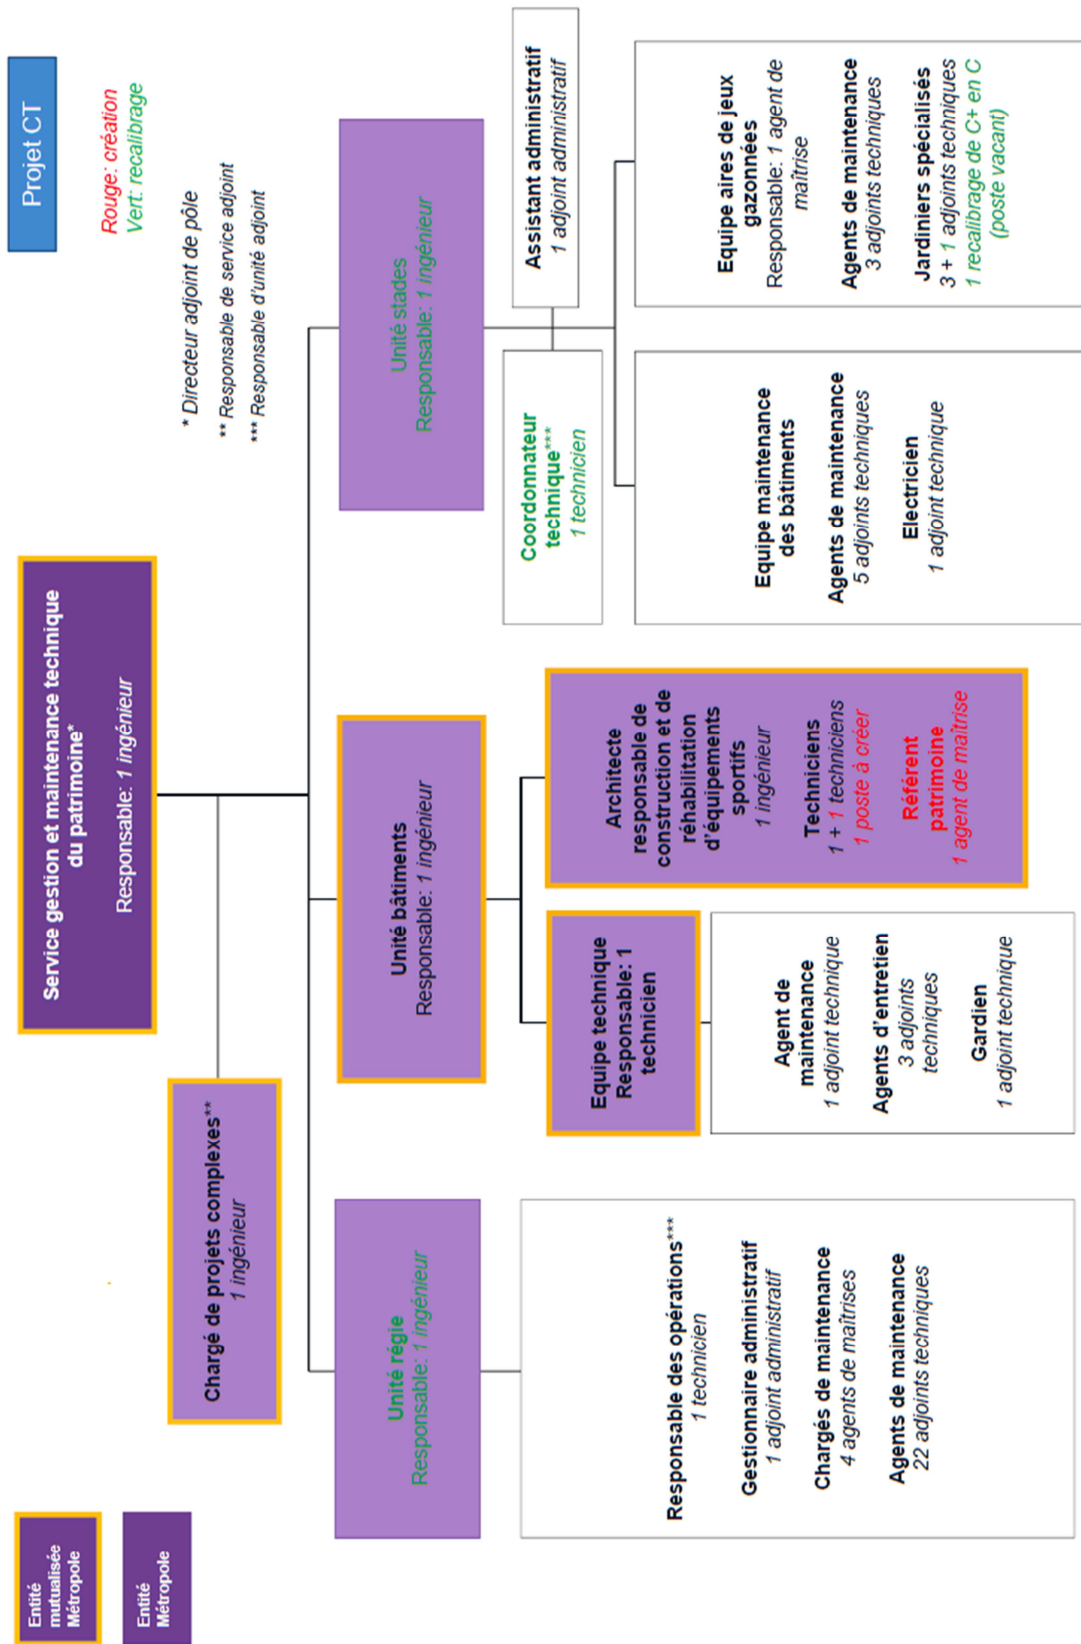 Entité
mutualisée
Métropole
Entité
Métropole
Projet CT
Rouge: création
Vert: recalibrage
* Directeur adjoint de pôle
** Responsable de service adjoint
*** Responsable d'unité adjoint
Service gestion et maintenance technique
du patrimoine*
Responsable: 1 ingénieur
Chargé de projets complexes**
1 ingénieur
Unité régie
Responsable: 1 ingénieur
Responsable des opérations***
1 technicien
Gestionnaire administratif
1 adjoint administratif
Chargés de maintenance
4 agents de maîtrises
Agents de maintenance
22 adjoints techniques
Unité bâtiments
Responsable: 1 ingénieur
Equipe technique
Responsable: 1
technicien
Agent de
maintenance
1 adjoint technique
Agents d'entretien
3 adjoints
techniques
Gardien
1 adjoint technique
Architecte
responsable de
construction et de
réhabilitation
d'équipements
sportifs
1 ingénieur
Techniciens
1 + 1 techniciens
1 poste à créer
Référent
patrimoine
1 agent de maîtrise
Unité stades
Responsable: 1 ingénieur
Coordonnateur
technique***
1 technicien
Assistant administratif
1 adjoint administratif
Equipe maintenance
des bâtiments
Agents de maintenance
5 adjoints techniques
Electricien
1 adjoint technique
Equipe aires de jeux
gazonnées
Responsable: 1 agent de
maîtrise
Agents de maintenance
3 adjoints techniques
Jardiniers spécialisés
3 + 1 adjoints techniques
1 recalibrage de C+ en C
(poste vacant)